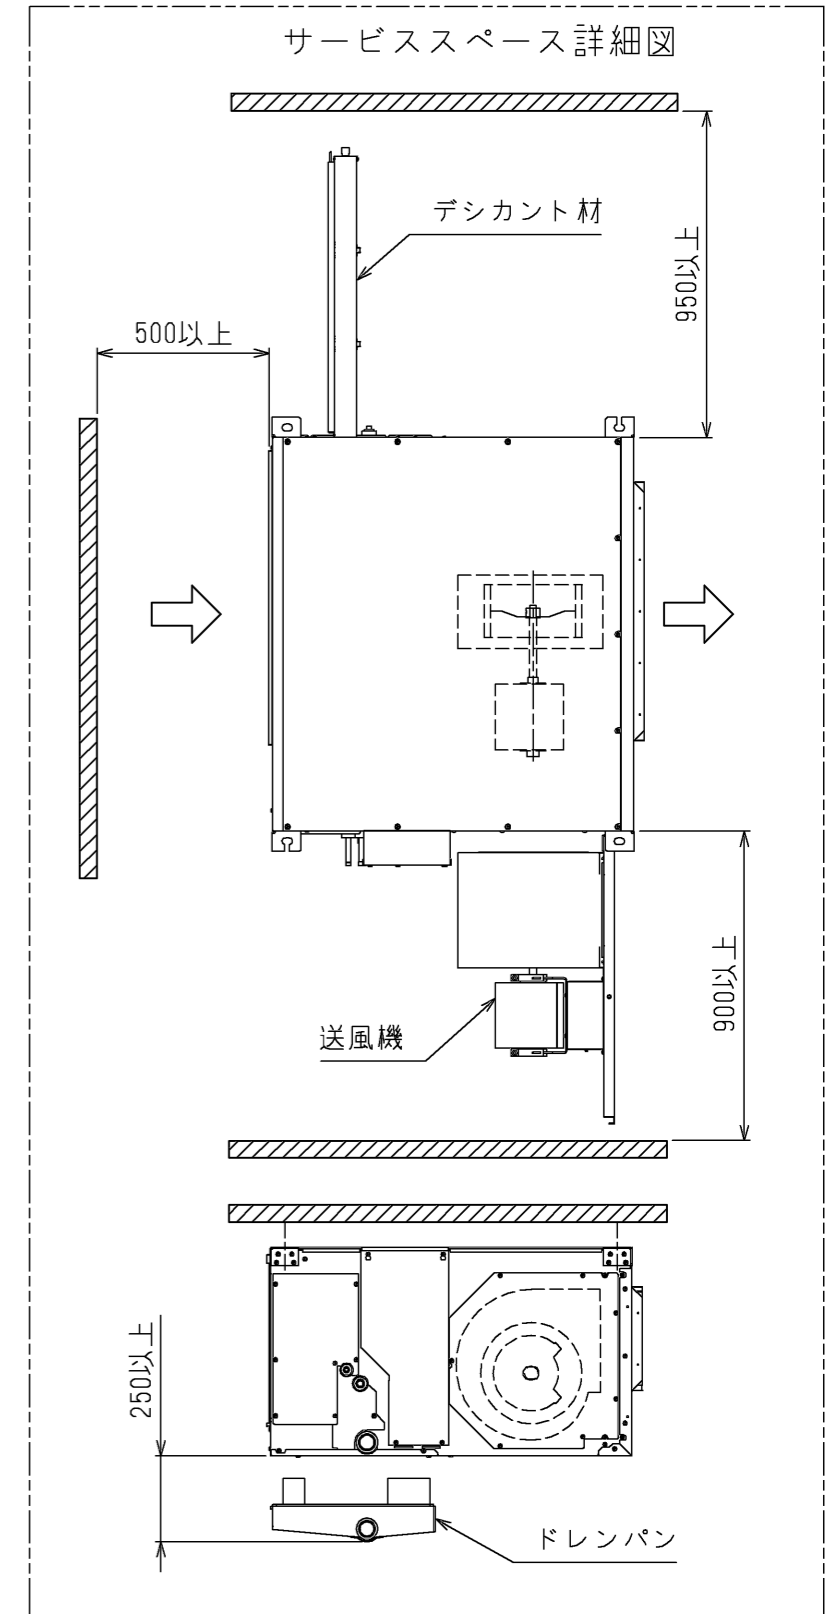 サービススペース詳細図
デシカント材
950以上
500以上
900以上
送風機
250以上
ドレンパン